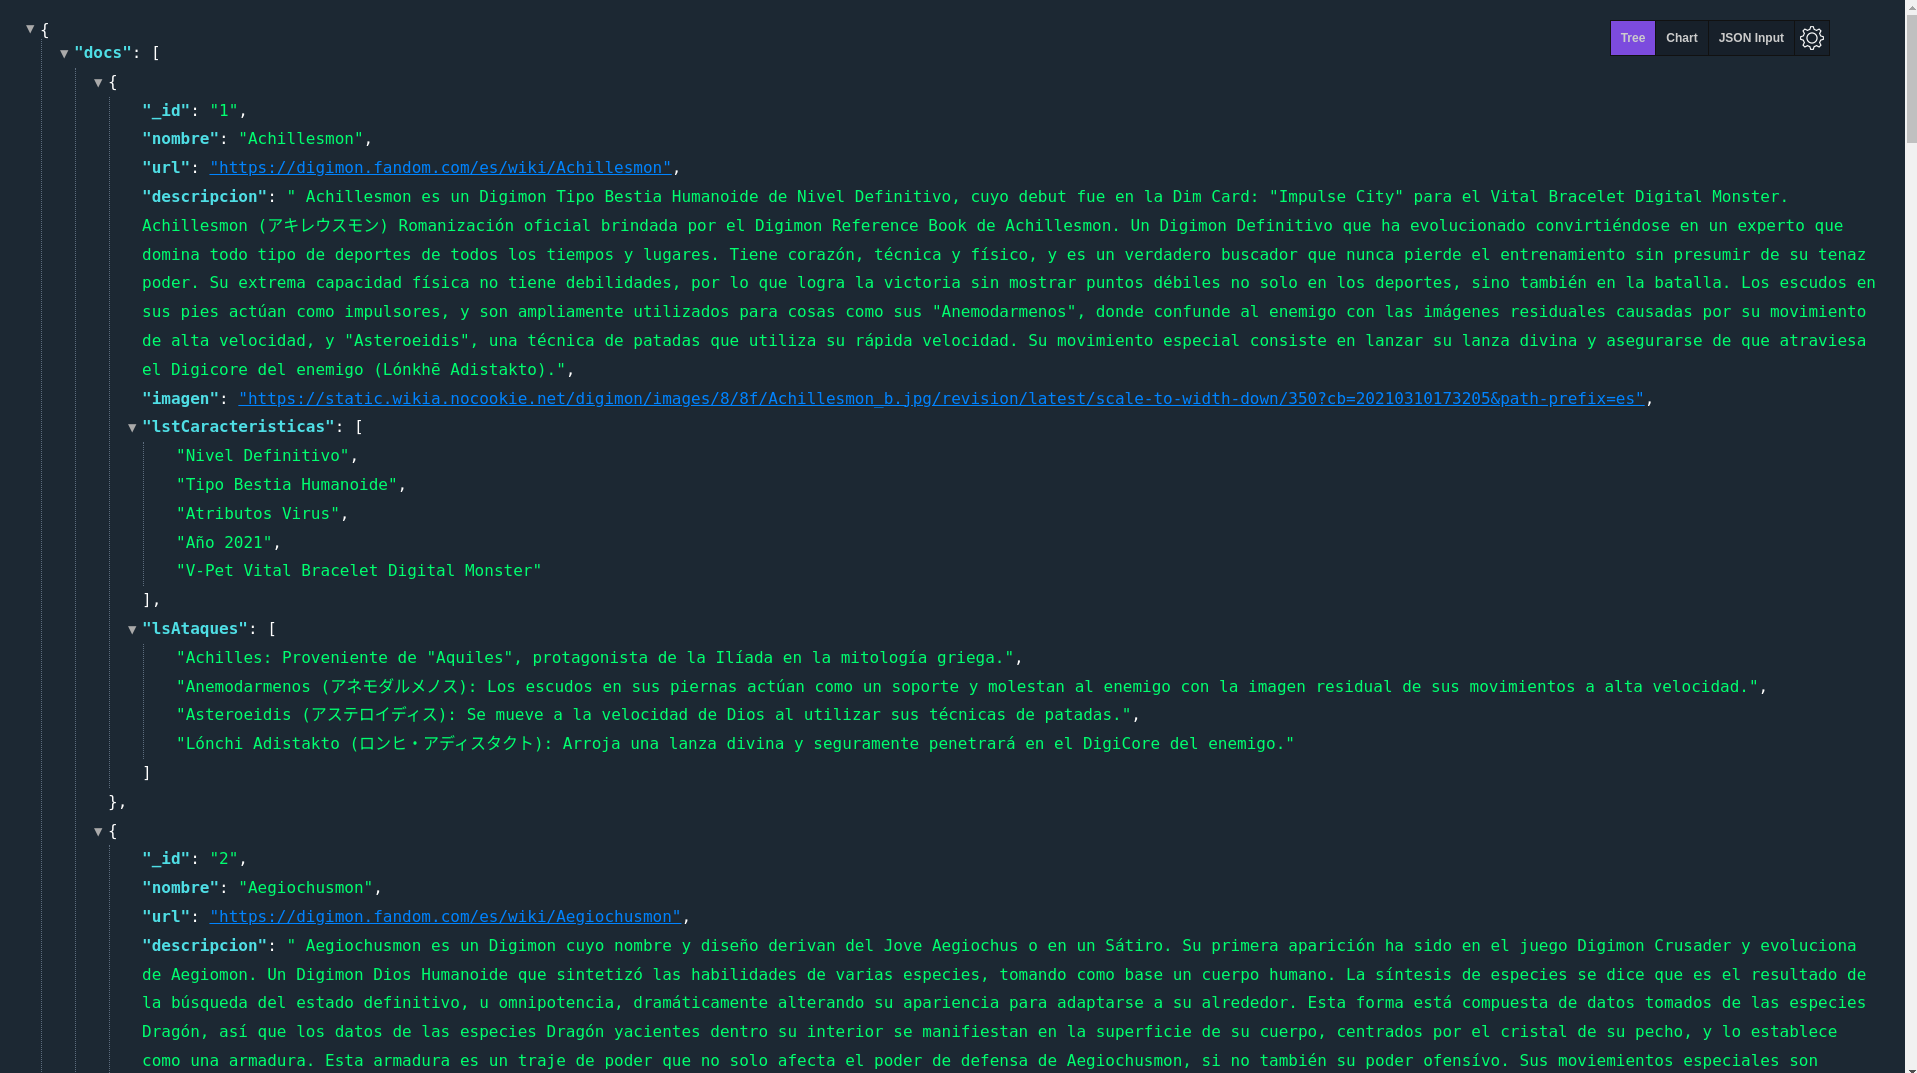 {
Tree Chart JSON Input
"docs": [
{
"_id": "1",
"nombre": "Achillesmon",
"url": "https://digimon.fandom.com/es/wiki/Achillesmon",
"descripcion": " Achillesmon es un Digimon Tipo Bestia Humanoide de Nivel Definitivo, cuyo debut fue en la Dim Card: "Impulse City" para el Vital Bracelet Digital Monster.
Achillesmon (アキレウスモン) Romanización oficial brindada por el Digimon Reference Book de Achillesmon. Un Digimon Definitivo que ha evolucionado convirtiéndose en un experto que
domina todo tipo de deportes de todos los tiempos y lugares. Tiene corazón, técnica y físico, y es un verdadero buscador que nunca pierde el entrenamiento sin presumir de su tenaz
poder. Su extrema capacidad física no tiene debilidades, por lo que logra la victoria sin mostrar puntos débiles no solo en los deportes, sino también en la batalla. Los escudos en
sus pies actúan como impulsores, y son ampliamente utilizados para cosas como sus "Anemodarmenos", donde confunde al enemigo con las imágenes residuales causadas por su movimiento
de alta velocidad, y "Asteroeidis", una técnica de patadas que utiliza su rápida velocidad. Su movimiento especial consiste en lanzar su lanza divina y asegurarse de que atraviesa
el Digicore del enemigo (Lónkhē Adistakto).",
"imagen": "https://static.wikia.nocookie.net/digimon/images/8/8f/Achillesmon_b.jpg/revision/latest/scale-to-width-down/350?cb=20210310173205&path-prefix=es",
"lstCaracteristicas": [
"Nivel Definitivo",
"Tipo Bestia Humanoide",
"Atributos Virus",
"Año 2021",
"V-Pet Vital Bracelet Digital Monster"
],
"lsAtaques": [
"Achilles: Proveniente de "Aquiles", protagonista de la Ilíada en la mitología griega.",
"Anemodarmenos (アネモダルメノス): Los escudos en sus piernas actúan como un soporte y molestan al enemigo con la imagen residual de sus movimientos a alta velocidad.",
"Asteroeidis (アステロイディス): Se mueve a la velocidad de Dios al utilizar sus técnicas de patadas.",
"Lónchi Adistakto (ロンヒ・アディスタクト): Arroja una lanza divina y seguramente penetrará en el DigiCore del enemigo."
]
},
{
"_id": "2",
"nombre": "Aegiochusmon",
"url": "https://digimon.fandom.com/es/wiki/Aegiochusmon",
"descripcion": " Aegiochusmon es un Digimon cuyo nombre y diseño derivan del Jove Aegiochus o en un Sátiro. Su primera aparición ha sido en el juego Digimon Crusader y evoluciona
de Aegiomon. Un Digimon Dios Humanoide que sintetizó las habilidades de varias especies, tomando como base un cuerpo humano. La síntesis de especies se dice que es el resultado de
la búsqueda del estado definitivo, u omnipotencia, dramáticamente alterando su apariencia para adaptarse a su alrededor. Esta forma está compuesta de datos tomados de las especies
Dragón, así que los datos de las especies Dragón yacientes dentro su interior se manifiestan en la superficie de su cuerpo, centrados por el cristal de su pecho, y lo establece
como una armadura. Esta armadura es un traje de poder que no solo afecta el poder de defensa de Aegiochusmon, si no también su poder ofensívo. Sus moviemientos especiales son